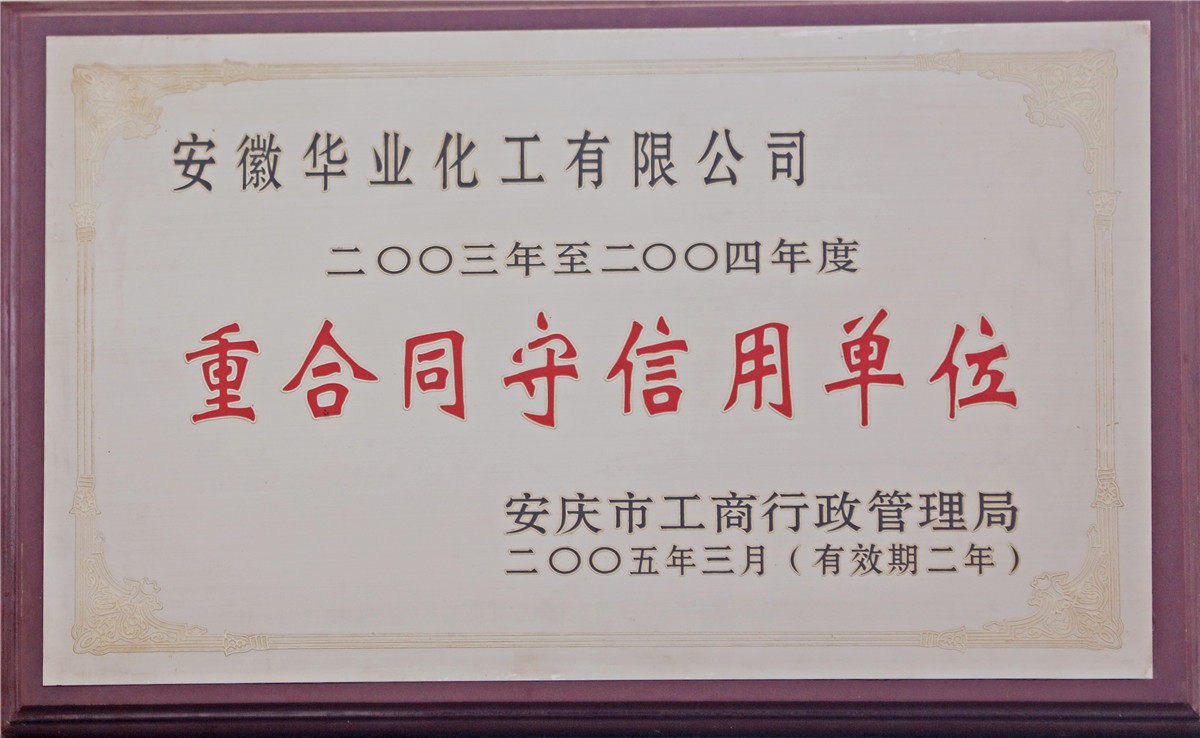 安徽华业化工有限公司
二〇〇三年至二〇〇四年度
重合同守信用单位
安庆市工商行政管理局
二〇〇五年三月（有效期二年）